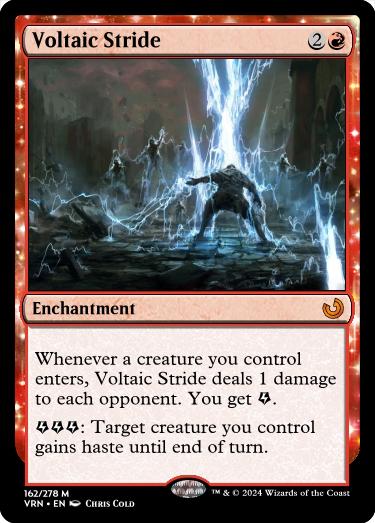 Voltaic Stride 2
Enchantment
Whenever a creature you control
enters, Voltaic Stride deals 1 damage
to each opponent. You get .
: Target creature you control
gains haste until end of turn.
162/278 M
VRN • EN CHRIS COLD
™ & © 2024 Wizards of the Coast